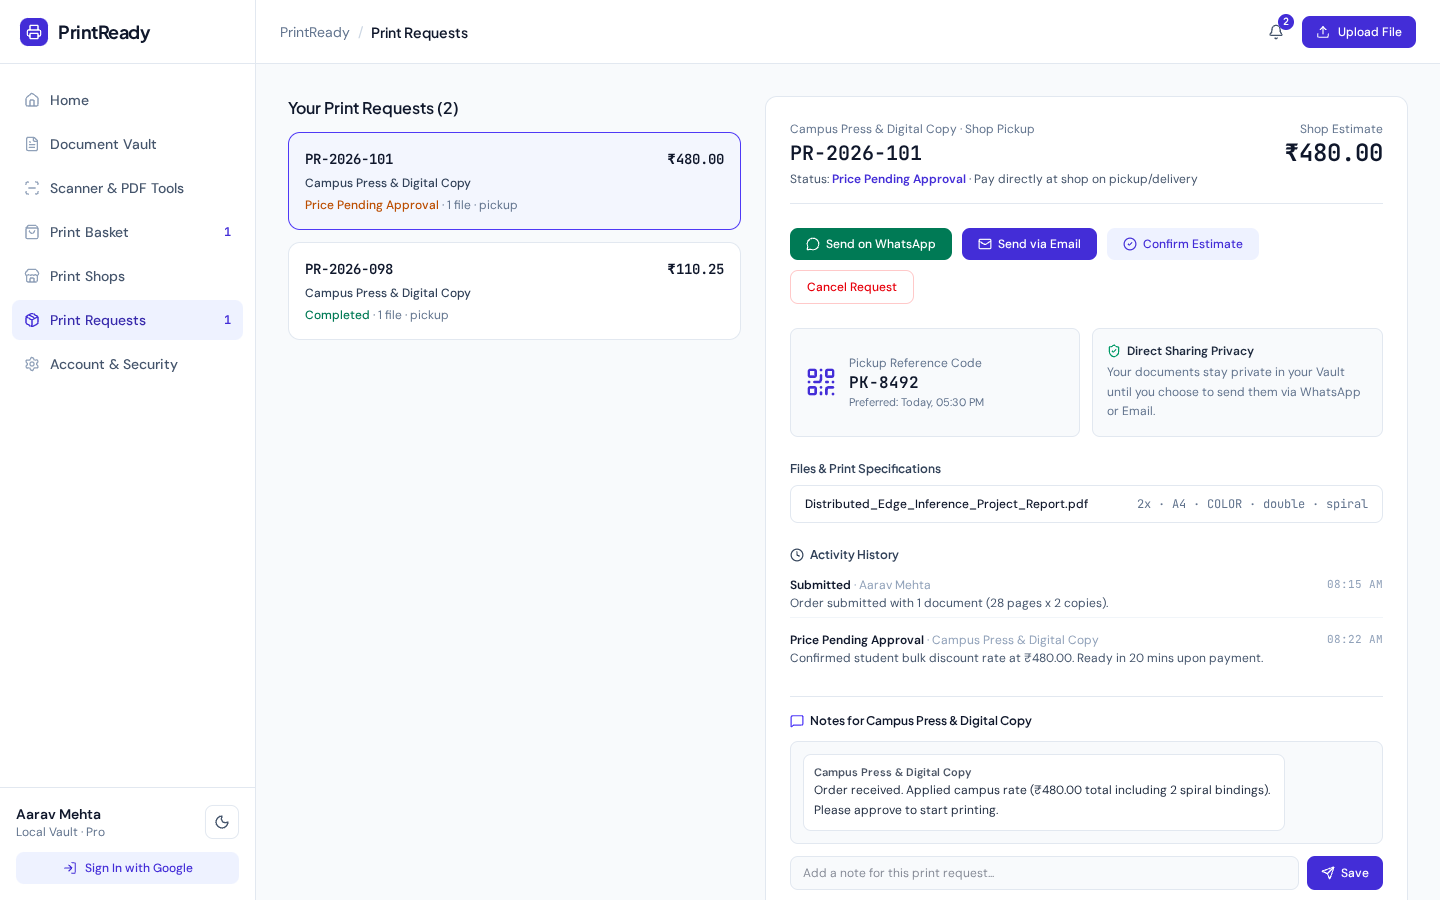 PrintReady
PrintReady / Print Requests
2
Upload File
Home
Document Vault
Scanner & PDF Tools
Print Basket 1
Print Shops
Print Requests 1
Account & Security
Aarav Mehta
Local Vault · Pro
Sign In with Google
Your Print Requests (2)
PR-2026-101 ₹480.00
Campus Press & Digital Copy
Price Pending Approval · 1 file · pickup
PR-2026-098 ₹110.25
Campus Press & Digital Copy
Completed · 1 file · pickup
Campus Press & Digital Copy · Shop Pickup
PR-2026-101
Status: Price Pending Approval · Pay directly at shop on pickup/delivery
Shop Estimate
₹480.00
Send on WhatsApp
Send via Email
Confirm Estimate
Cancel Request
Pickup Reference Code
PK-8492
Preferred: Today, 05:30 PM
Direct Sharing Privacy
Your documents stay private in your Vault
until you choose to send them via WhatsApp
or Email.
Files & Print Specifications
Distributed_Edge_Inference_Project_Report.pdf 2x · A4 · COLOR · double · spiral
Activity History
Submitted · Aarav Mehta 08:15 AM
Order submitted with 1 document (28 pages x 2 copies).
Price Pending Approval · Campus Press & Digital Copy 08:22 AM
Confirmed student bulk discount rate at ₹480.00. Ready in 20 mins upon payment.
Notes for Campus Press & Digital Copy
Campus Press & Digital Copy
Order received. Applied campus rate (₹480.00 total including 2 spiral bindings).
Please approve to start printing.
Add a note for this print request...
Save